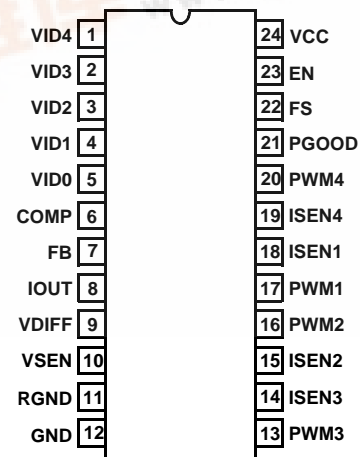 VID4 1 24 VCC
VID3 2 23 EN
VID2 3 22 FS
VID1 4 21 PGOOD
VID0 5 20 PWM4
COMP 6 19 ISEN4
FB 7 18 ISEN1
IOUT 8 17 PWM1
VDIFF 9 16 PWM2
VSEN 10 15 ISEN2
RGND 11 14 ISEN3
GND 12 13 PWM3